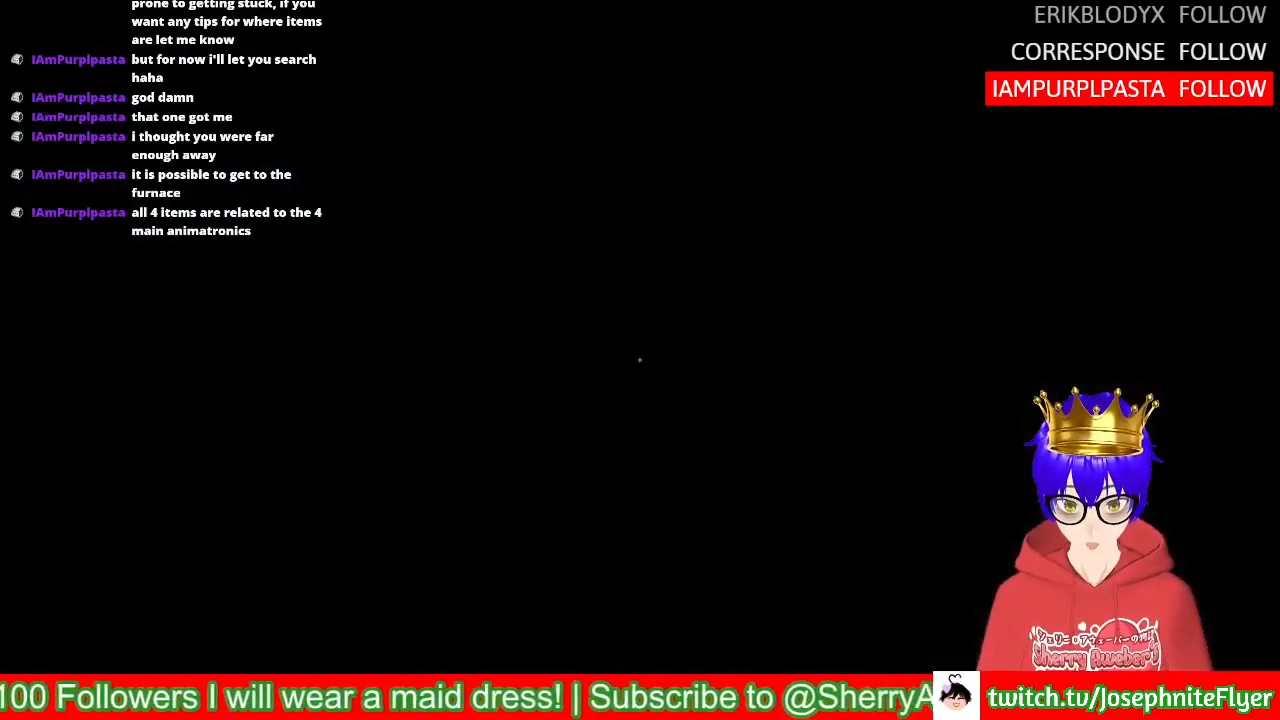 prone to getting stuck, if you
want any tips for where items
are let me know
IAmPurplpasta but for now i'll let you search
haha
IAmPurplpasta god damn
IAmPurplpasta that one got me
IAmPurplpasta i thought you were far
enough away
IAmPurplpasta it is possible to get to the
furnace
IAmPurplpasta all 4 items are related to the 4
main animatronics
ERIKBLODYX FOLLOW
CORRESPONSE FOLLOW
IAMPURPLPASTA FOLLOW
Sherry Aweber
100 Followers I will wear a maid dress! | Subscribe to @SherryA
twitch.tv/JosephniteFlyer